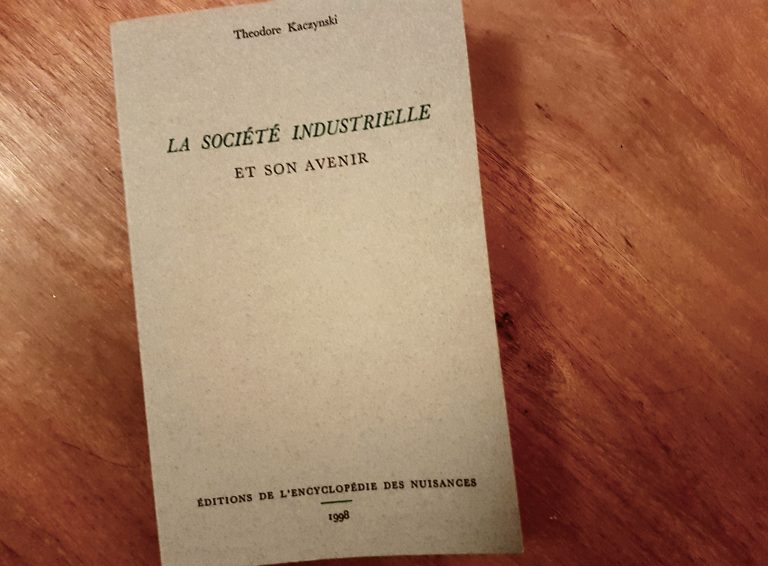 Theodore Kaczynski
LA SOCIÉTÉ INDUSTRIELLE
ET SON AVENIR
ÉDITIONS DE L'ENCYCLOPÉDIE DES NUISANCES
1998